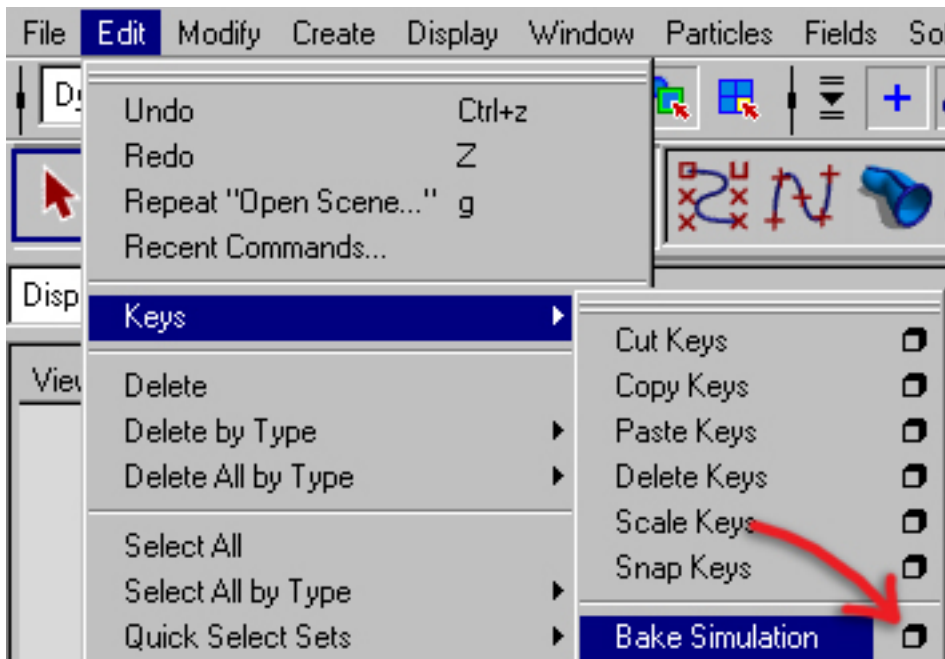 File Edit Modify Create Display Window Particles Fields
Undo Ctrl+z
Redo Z
Repeat "Open Scene..." g
Recent Commands...
Disp
Keys
Cut Keys
View
Delete
Copy Keys
Delete by Type
Paste Keys
Delete All by Type
Delete Keys
Scale Keys
Select All
Snap Keys
Select All by Type
Quick Select Sets
Bake Simulation